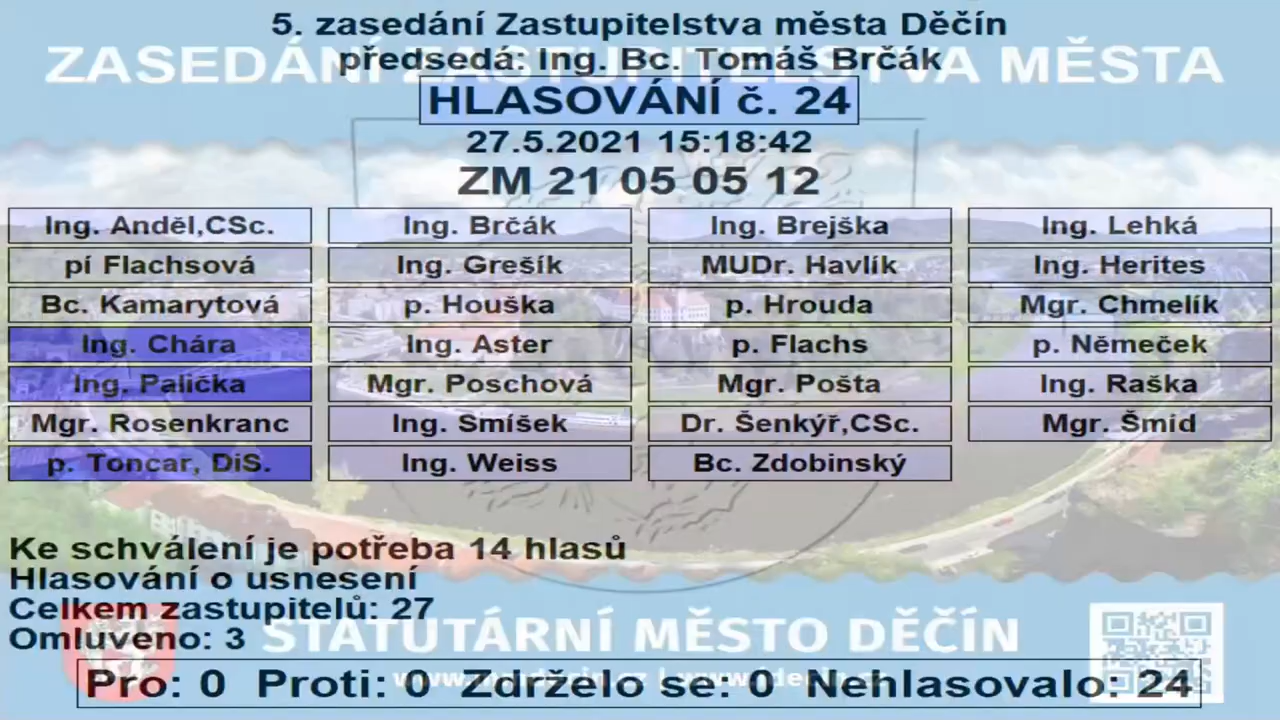 5. zasedání Zastupitelstva města Děčín
ZASEDÁNÍ ZASTUPITELSTVA MĚSTA
předsedá: Ing. Bc. Tomáš Brčák
HLASOVÁNÍ č. 24
27.5.2021 15:18:42
ZM 21 05 05 12
Ing. Anděl,CSc. Ing. Brčák Ing. Brejška Ing. Lehká
pí Flachsová Ing. Grešík MUDr. Havlík Ing. Herites
Bc. Kamarytová p. Houška p. Hrouda Mgr. Chmelík
Ing. Chára Ing. Aster p. Flachs p. Němeček
Ing. Palička Mgr. Poschová Mgr. Pošta Ing. Raška
Mgr. Rosenkranc Ing. Smíšek Dr. Šenkýř,CSc. Mgr. Šmíd
p. Toncar, DiS. Ing. Weiss Bc. Zdobinský
Ke schválení je potřeba 14 hlasů
Hlasování o usnesení
Celkem zastupitelů: 27
Omluveno: 3
STATUTÁRNÍ MĚSTO DĚČÍN
Pro: 0 Proti: 0 Zdrželo se: 0 Nehlasovalo: 24